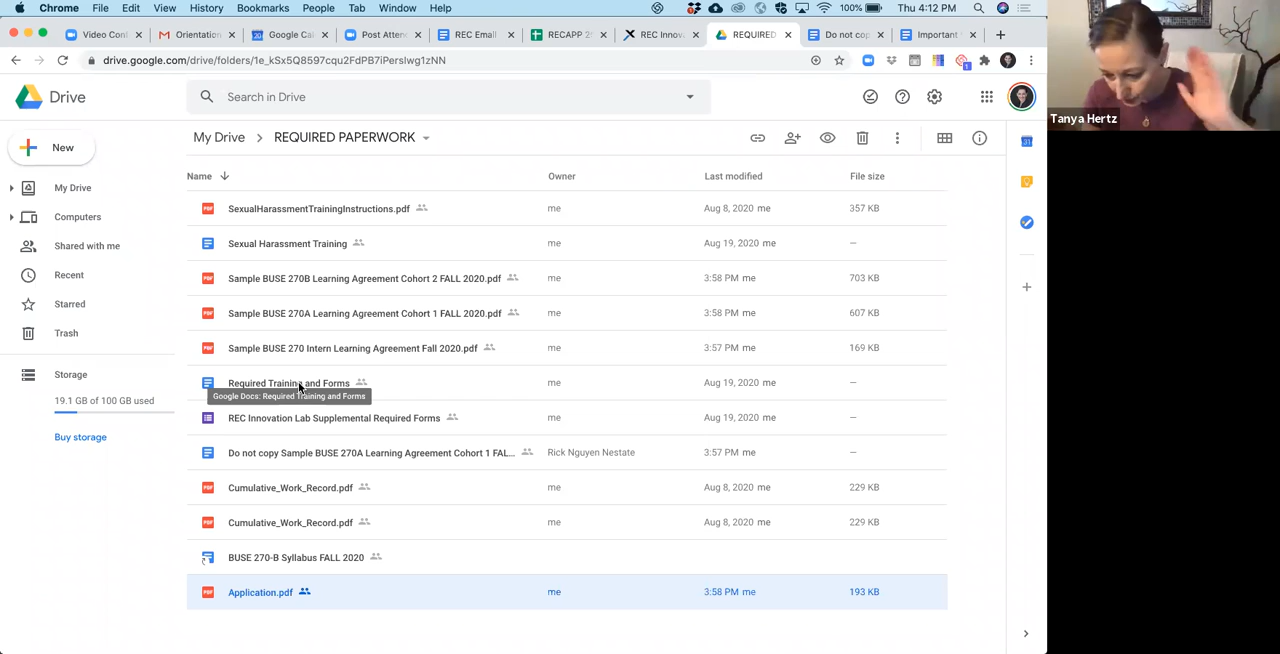 Chrome File Edit View History Bookmarks People Tab Window Help 100% Thu 4:12 PM
Video Con Orientation Google Cal Post Atten REC Email RECAPP 2 REC Innov REQUIRED Do not cop Important
drive.google.com/drive/folders/1e_kSx5Q8597cqu2FdPB7iPersIwg1zNN
Drive
Search in Drive
New
My Drive
Computers
Shared with me
Recent
Starred
Trash
Storage
19.1 GB of 100 GB used
Buy storage
My Drive > REQUIRED PAPERWORK
Name Owner Last modified File size
SexualHarassmentTrainingInstructions.pdf me Aug 8, 2020 me 357 KB
Sexual Harassment Training me Aug 19, 2020 me —
Sample BUSE 270B Learning Agreement Cohort 2 FALL 2020.pdf me 3:58 PM me 703 KB
Sample BUSE 270A Learning Agreement Cohort 1 FALL 2020.pdf me 3:58 PM me 607 KB
Sample BUSE 270 Intern Learning Agreement Fall 2020.pdf me 3:57 PM me 169 KB
Required Training and Forms me Aug 19, 2020 me —
Google Docs: Required Training and Forms
REC Innovation Lab Supplemental Required Forms me Aug 19, 2020 me —
Do not copy Sample BUSE 270A Learning Agreement Cohort 1 FAL... Rick Nguyen Nestate 3:57 PM me —
Cumulative_Work_Record.pdf me Aug 8, 2020 me 229 KB
Cumulative_Work_Record.pdf me Aug 8, 2020 me 229 KB
BUSE 270-B Syllabus FALL 2020
Application.pdf me 3:58 PM me 193 KB
Tanya Hertz